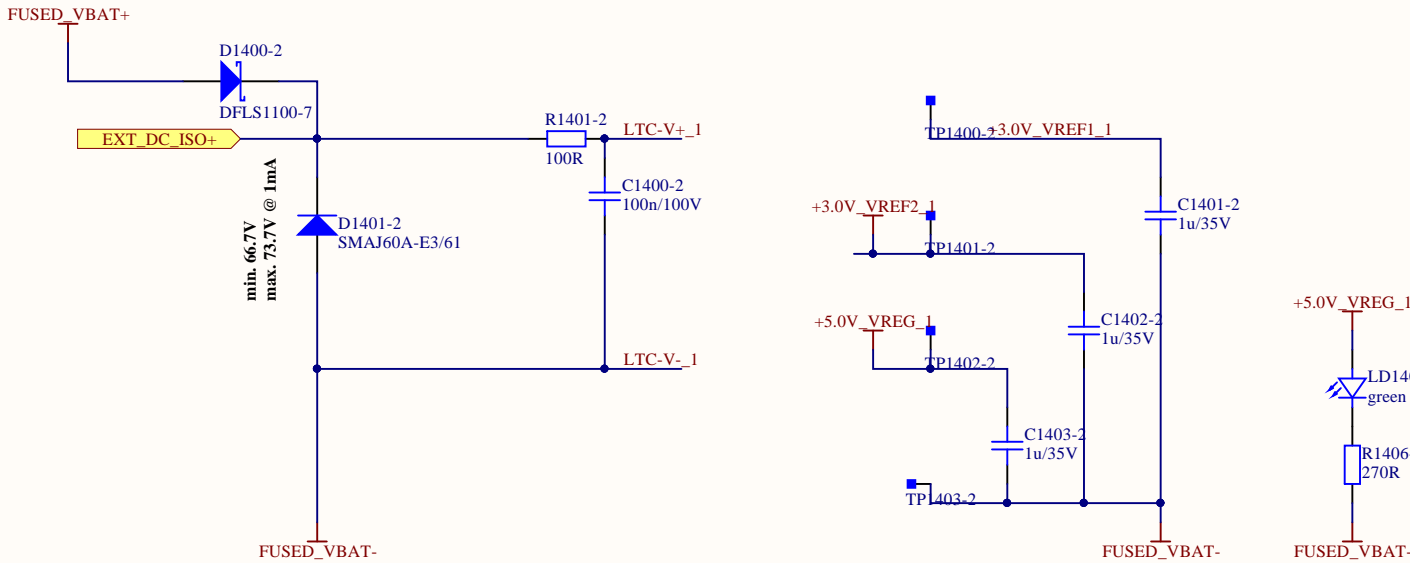 FUSED_VBAT+
D1400-2
DFLS1100-7
EXT_DC_ISO+
R1401-2
100R
LTC-V+_1
C1400-2
100n/100V
min. 66.7V
max. 73.7V @ 1mA
D1401-2
SMAJ60A-E3/61
LTC-V-_1
FUSED_VBAT-
TP1400-2
+3.0V_VREF1_1
C1401-2
1u/35V
+3.0V_VREF2_1
TP1401-2
C1402-2
1u/35V
+5.0V_VREG_1
TP1402-2
C1403-2
1u/35V
TP1403-2
FUSED_VBAT-
+5.0V_VREG_1
LD140
green
R1406-
270R
FUSED_VBAT-